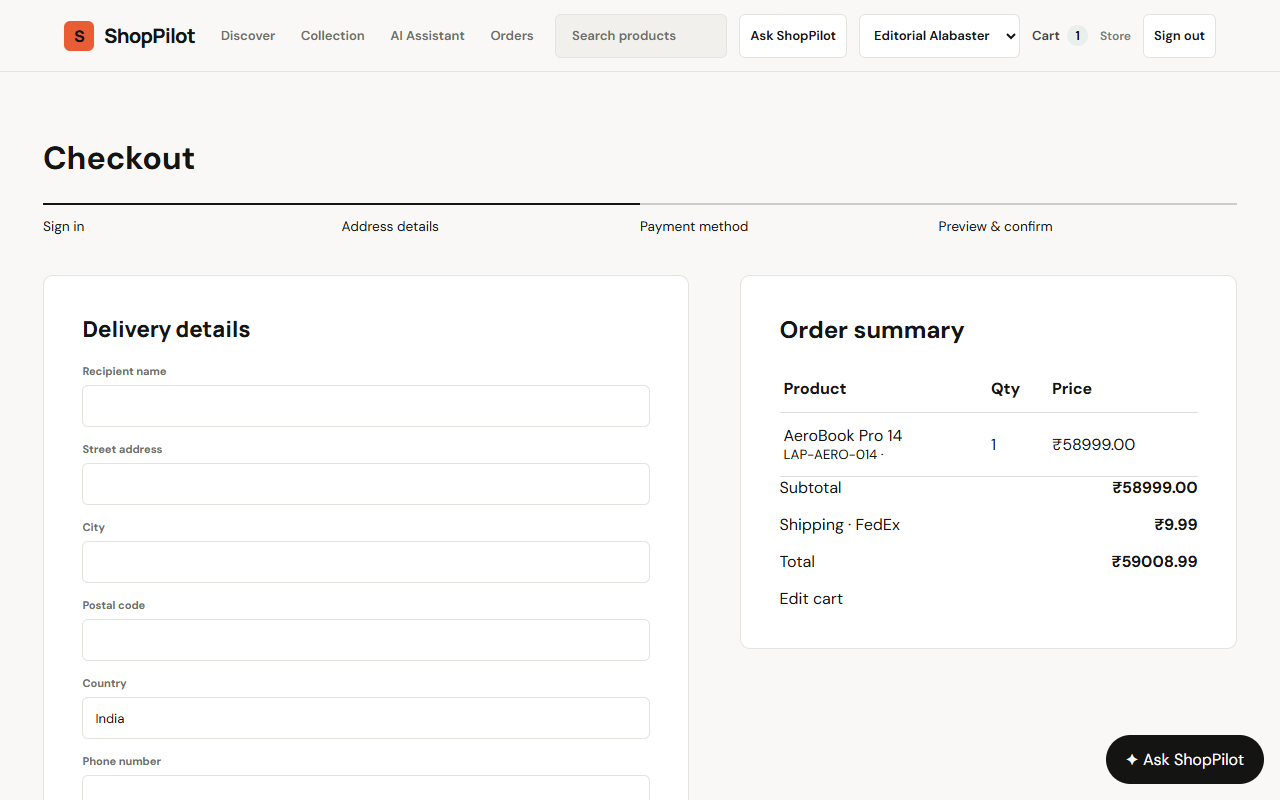 S ShopPilot Discover Collection AI Assistant Orders Search products Ask ShopPilot Editorial Alabaster Cart 1 Store Sign out
Checkout
Sign in Address details Payment method Preview & confirm
Delivery details
Recipient name
Street address
City
Postal code
Country
India
Phone number
Order summary
Product Qty Price
AeroBook Pro 14 1 ₹58999.00
LAP-AERO-014 ·
Subtotal ₹58999.00
Shipping · FedEx ₹9.99
Total ₹59008.99
Edit cart
✦ Ask ShopPilot